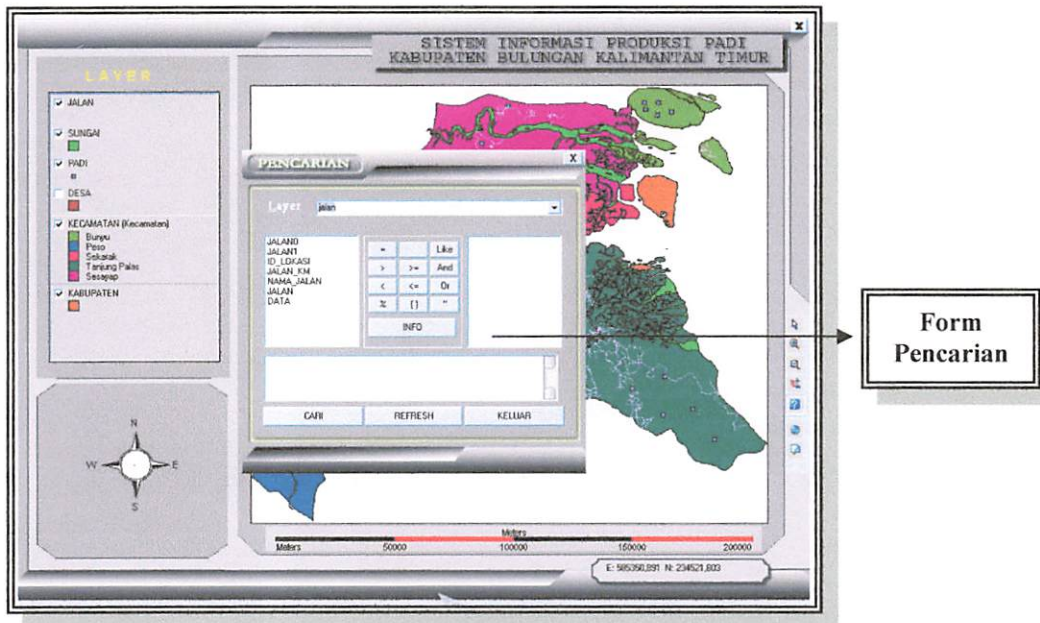 SISTEM INFORMASI PRODUKSI PADI
KABUPATEN BULUNGAN KALIMANTAN TIMUR
LAYER
JALAN
SUNGAI
PADI
DESA
KECAMATAN (Kecamatan)
Bunyu
Peso
Sekatak
Tanjung Palas
Sesayap
KABUPATEN
N
W E
S
PENCARIAN
X
Layer jalan
JALAN0
JALAN1
ID_LOKASI
JALAN_KM
NAMA_JALAN
JALAN
DATA
= Like
> >= And
< <= Or
% () "
INFO
CARI REFRESH KELUAR
Form
Pencarian
Meters
Meters 50000 100000 150000 200000